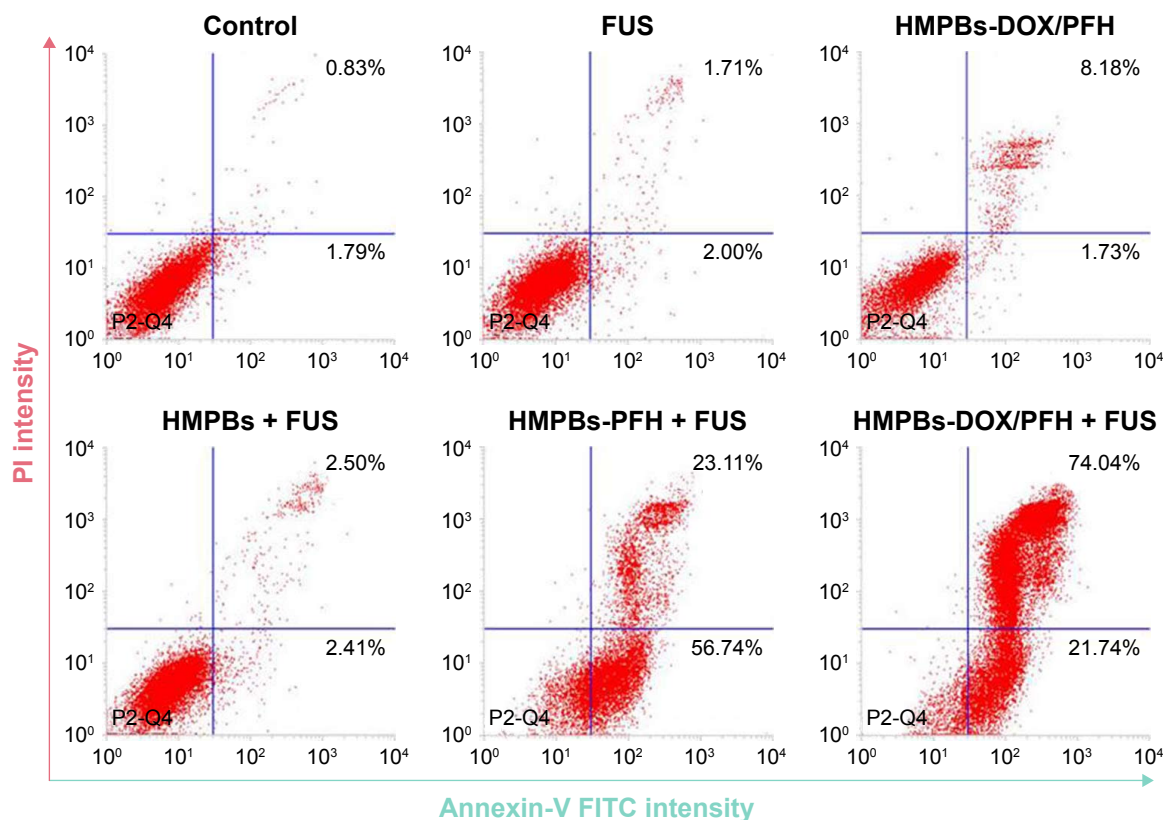 Control
FUS
HMPBs-DOX/PFH
10⁴
0.83%
10³
10²
1.79%
10¹
P2-Q4
10⁰
10⁰ 10¹ 10² 10³ 10⁴
10⁴
1.71%
10³
10²
2.00%
10¹
P2-Q4
10⁰
10⁰ 10¹ 10² 10³ 10⁴
10⁴
8.18%
10³
10²
1.73%
10¹
P2-Q4
10⁰
10⁰ 10¹ 10² 10³ 10⁴
PI intensity
HMPBs + FUS
HMPBs-PFH + FUS
HMPBs-DOX/PFH + FUS
10⁴
2.50%
10³
10²
2.41%
10¹
P2-Q4
10⁰
10⁰ 10¹ 10² 10³ 10⁴
10⁴
23.11%
10³
10²
56.74%
10¹
P2-Q4
10⁰
10⁰ 10¹ 10² 10³ 10⁴
10⁴
74.04%
10³
10²
21.74%
10¹
P2-Q4
10⁰
10⁰ 10¹ 10² 10³ 10⁴
Annexin-V FITC intensity